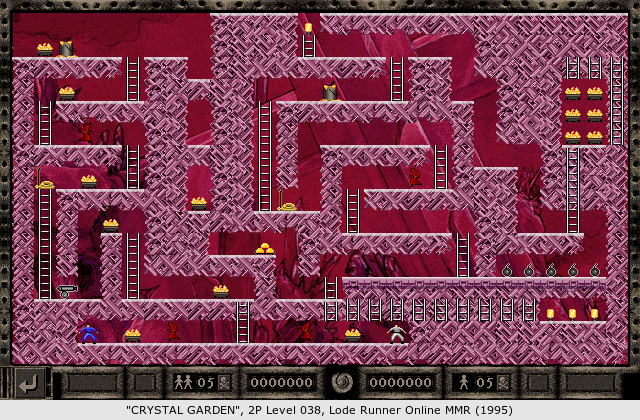 05 0000000 0000000 05
"CRYSTAL GARDEN", 2P Level 038, Lode Runner Online MMR (1995)